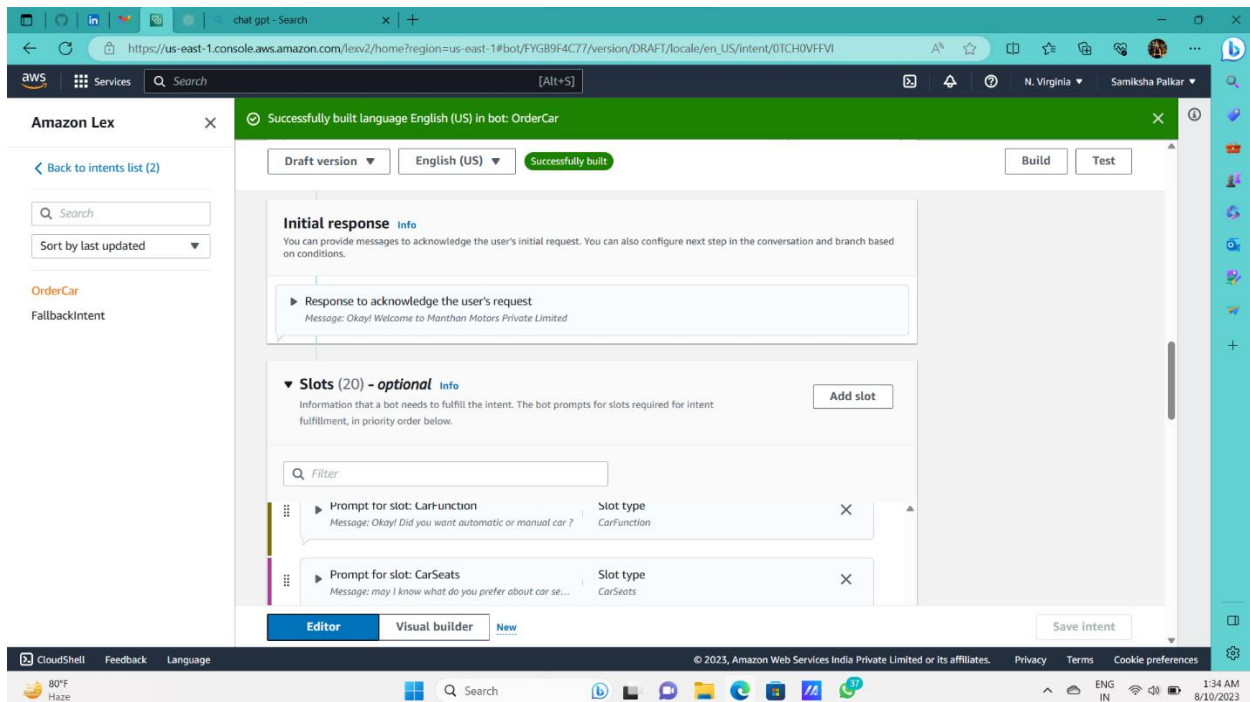 chat gpt - Search
https://us-east-1.console.aws.amazon.com/lexv2/home?region=us-east-1#bot/FYGB9F4C77/version/DRAFT/locale/en_US/intent/0TCH0VFFVI
aws Services Search [Alt+S] N. Virginia Samiksha Palkar
Amazon Lex
Successfully built language English (US) in bot: OrderCar
Back to intents list (2)
Draft version English (US) Successfully built Build Test
Search
Sort by last updated
OrderCar
FallbackIntent
Initial response Info
You can provide messages to acknowledge the user's initial request. You can also configure next step in the conversation and branch based
on conditions.
Response to acknowledge the user's request
Message: Okay! Welcome to Manthan Motors Private Limited
Slots (20) - optional Info
Add slot
Information that a bot needs to fulfill the intent. The bot prompts for slots required for intent
fulfillment, in priority order below.
Filter
Prompt for slot: CarFunction Slot type
Message: Okay! Did you want automatic or manual car ? CarFunction
Prompt for slot: CarSeats Slot type
Message: may I know what do you prefer about car se... CarSeats
Editor Visual builder New Save intent
CloudShell Feedback Language © 2023, Amazon Web Services India Private Limited or its affiliates. Privacy Terms Cookie preferences
80°F
Haze
Search
37
ENG
IN
1:34 AM
8/10/2023